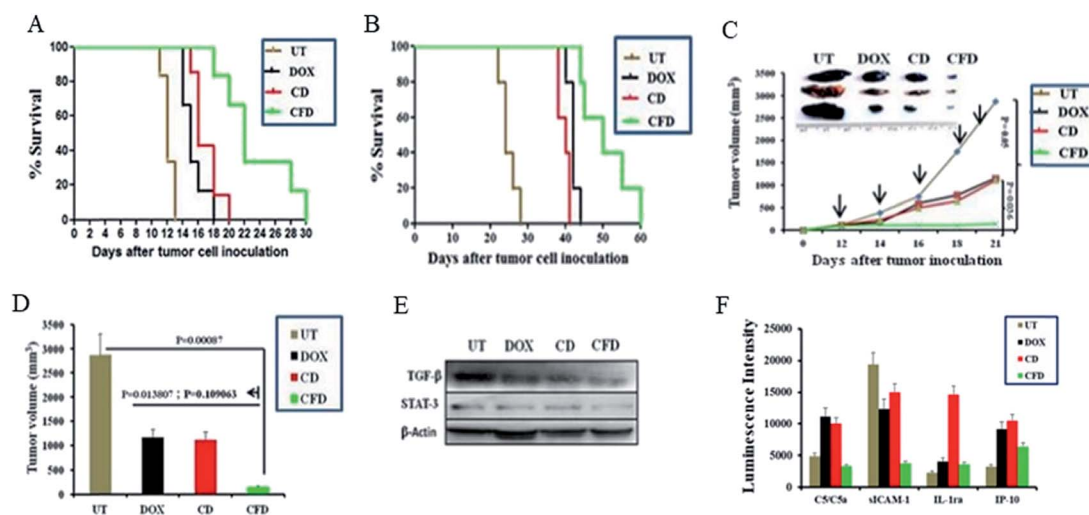 A
100
80
60
40
20
0
% Survival
0 2 4 6 8 10 12 14 16 18 20 22 24 26 28 30
Days after tumor cell inoculation
UT
DOX
CD
CFD
B
100
80
60
40
20
0
% Survival
0 10 20 30 40 50 60
Days after tumor cell inoculation
UT
DOX
CD
CFD
C
UT DOX CD CFD
3500
3000
2500
2000
1500
1000
500
0
Tumor volume (mm³)
0 12 14 16 18 21
Days after tumor inoculation
P=0.05
P=0.036
UT
DOX
CD
CFD
D
3500
3000
2500
2000
1500
1000
500
0
Tumor volume (mm³)
P=0.00087
P=0.013807 ; P=0.109063
UT DOX CD CFD
UT
DOX
CD
CFD
E
UT DOX CD CFD
TGF-β
STAT-3
β-Actin
F
25000
20000
15000
10000
5000
0
Luminescence Intensity
C5/C5a sICAM-1 IL-1ra IP-10
UT
DOX
CD
CFD